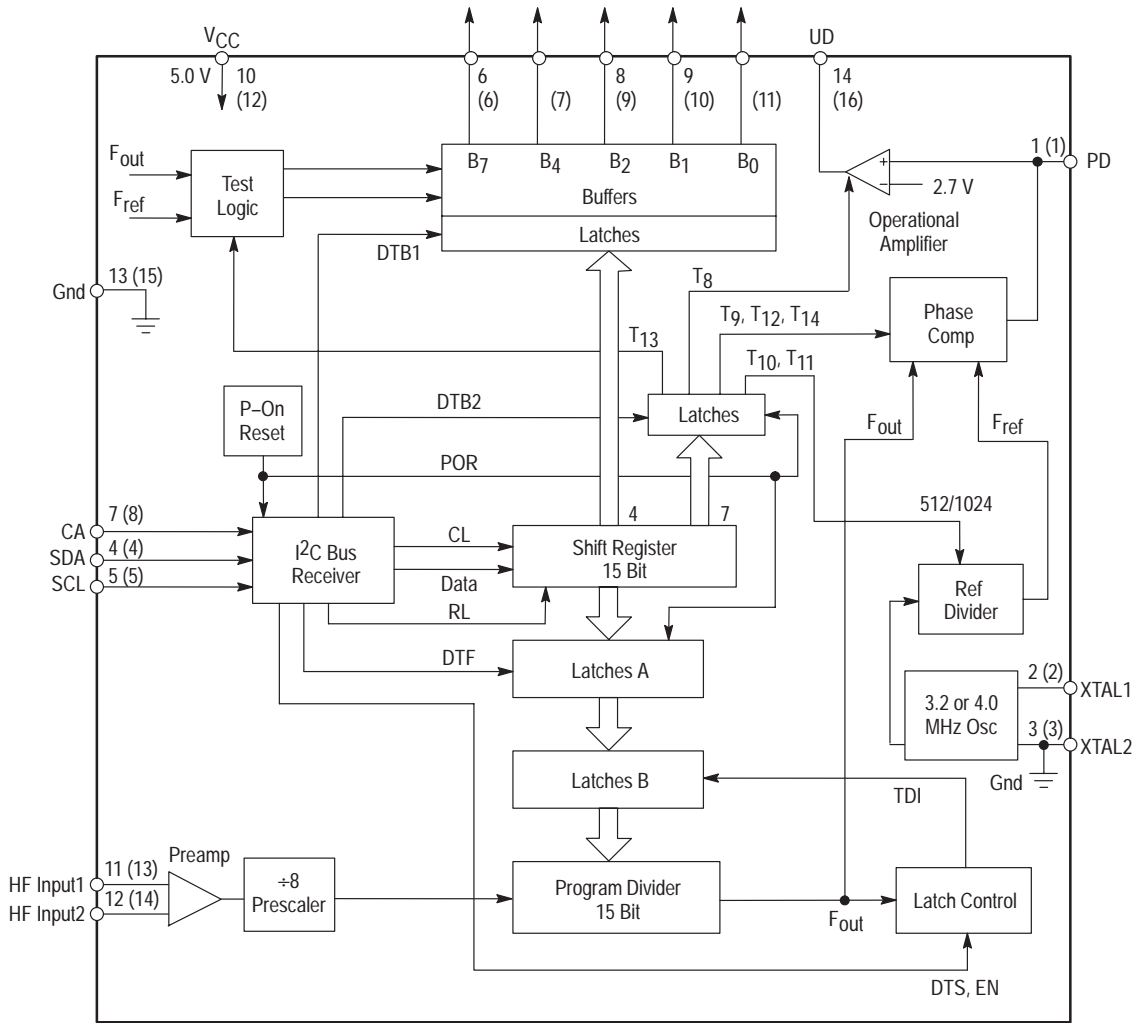 VCC
UD
5.0 V
10
(12)
6
(6)
(7)
8
(9)
9
(10)
(11)
14
(16)
1 (1)
PD
Fout
Fref
Test
Logic
B7
B4
B2
B1
B0
Buffers
Latches
DTB1
+
–
2.7 V
Operational
Amplifier
Gnd
13 (15)
T8
T9, T12, T14
T13
T10, T11
Phase
Comp
P–On
Reset
DTB2
Latches
Fout
Fref
POR
CA
7 (8)
SDA
4 (4)
SCL
5 (5)
I2C Bus
Receiver
CL
Data
RL
4
7
Shift Register
15 Bit
512/1024
Ref
Divider
DTF
Latches A
3.2 or 4.0
MHz Osc
2 (2)
XTAL1
3 (3)
XTAL2
Gnd
Latches B
TDI
HF Input1
11 (13)
HF Input2
12 (14)
Preamp
÷8
Prescaler
Program Divider
15 Bit
Fout
Latch Control
DTS, EN